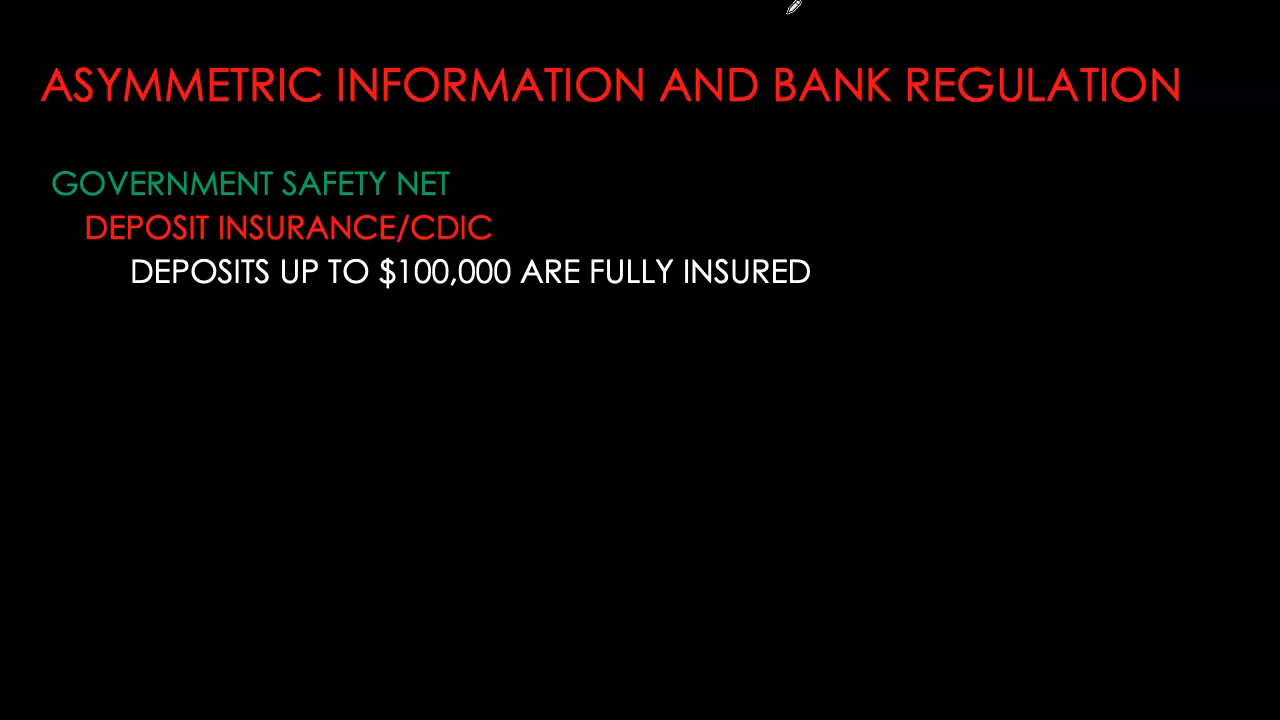 ASYMMETRIC INFORMATION AND BANK REGULATION
GOVERNMENT SAFETY NET
DEPOSIT INSURANCE/CDIC
DEPOSITS UP TO $100,000 ARE FULLY INSURED